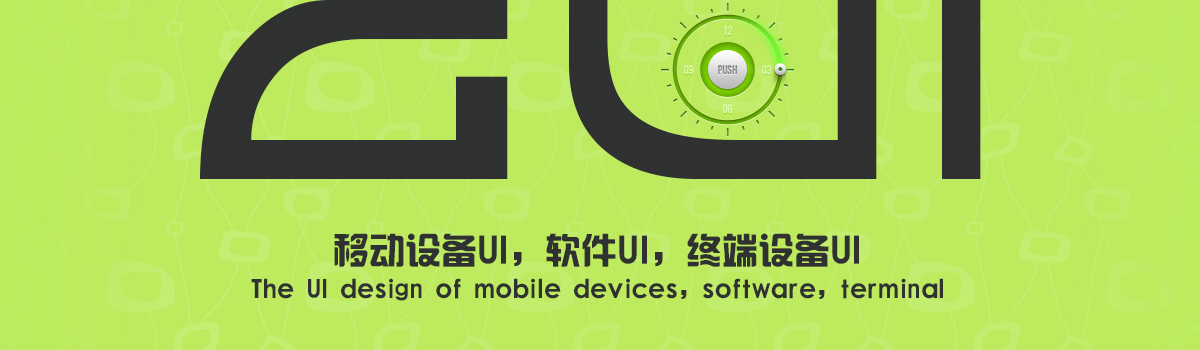 GUI
12
09
PUSH
03
06
移动设备UI，软件UI，终端设备UI
The UI design of mobile devices, software, terminal